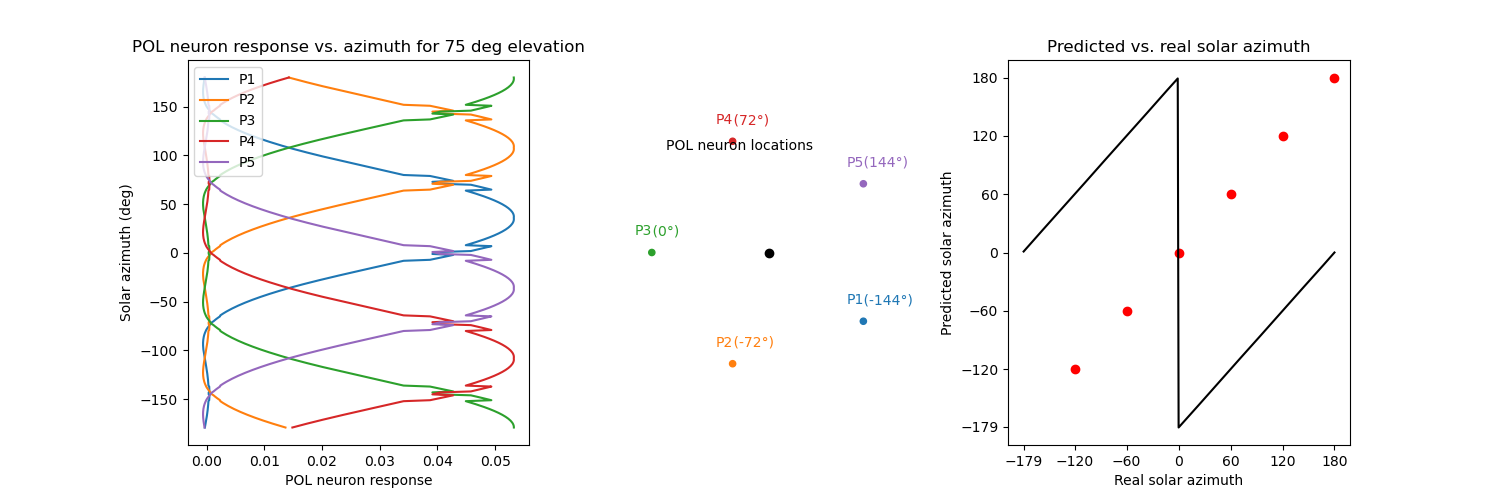 POL neuron response vs. azimuth for 75 deg elevation
P1
P2
P3
P4
P5
150
100
50
0
−50
−100
−150
Solar azimuth (deg)
0.00 0.01 0.02 0.03 0.04 0.05
POL neuron response
P4(72°)
POL neuron locations
P5(144°)
P3(0°)
P1(-144°)
P2(-72°)
Predicted vs. real solar azimuth
180
120
60
0
−60
−120
−179
Predicted solar azimuth
−179 −120 −60 0 60 120 180
Real solar azimuth